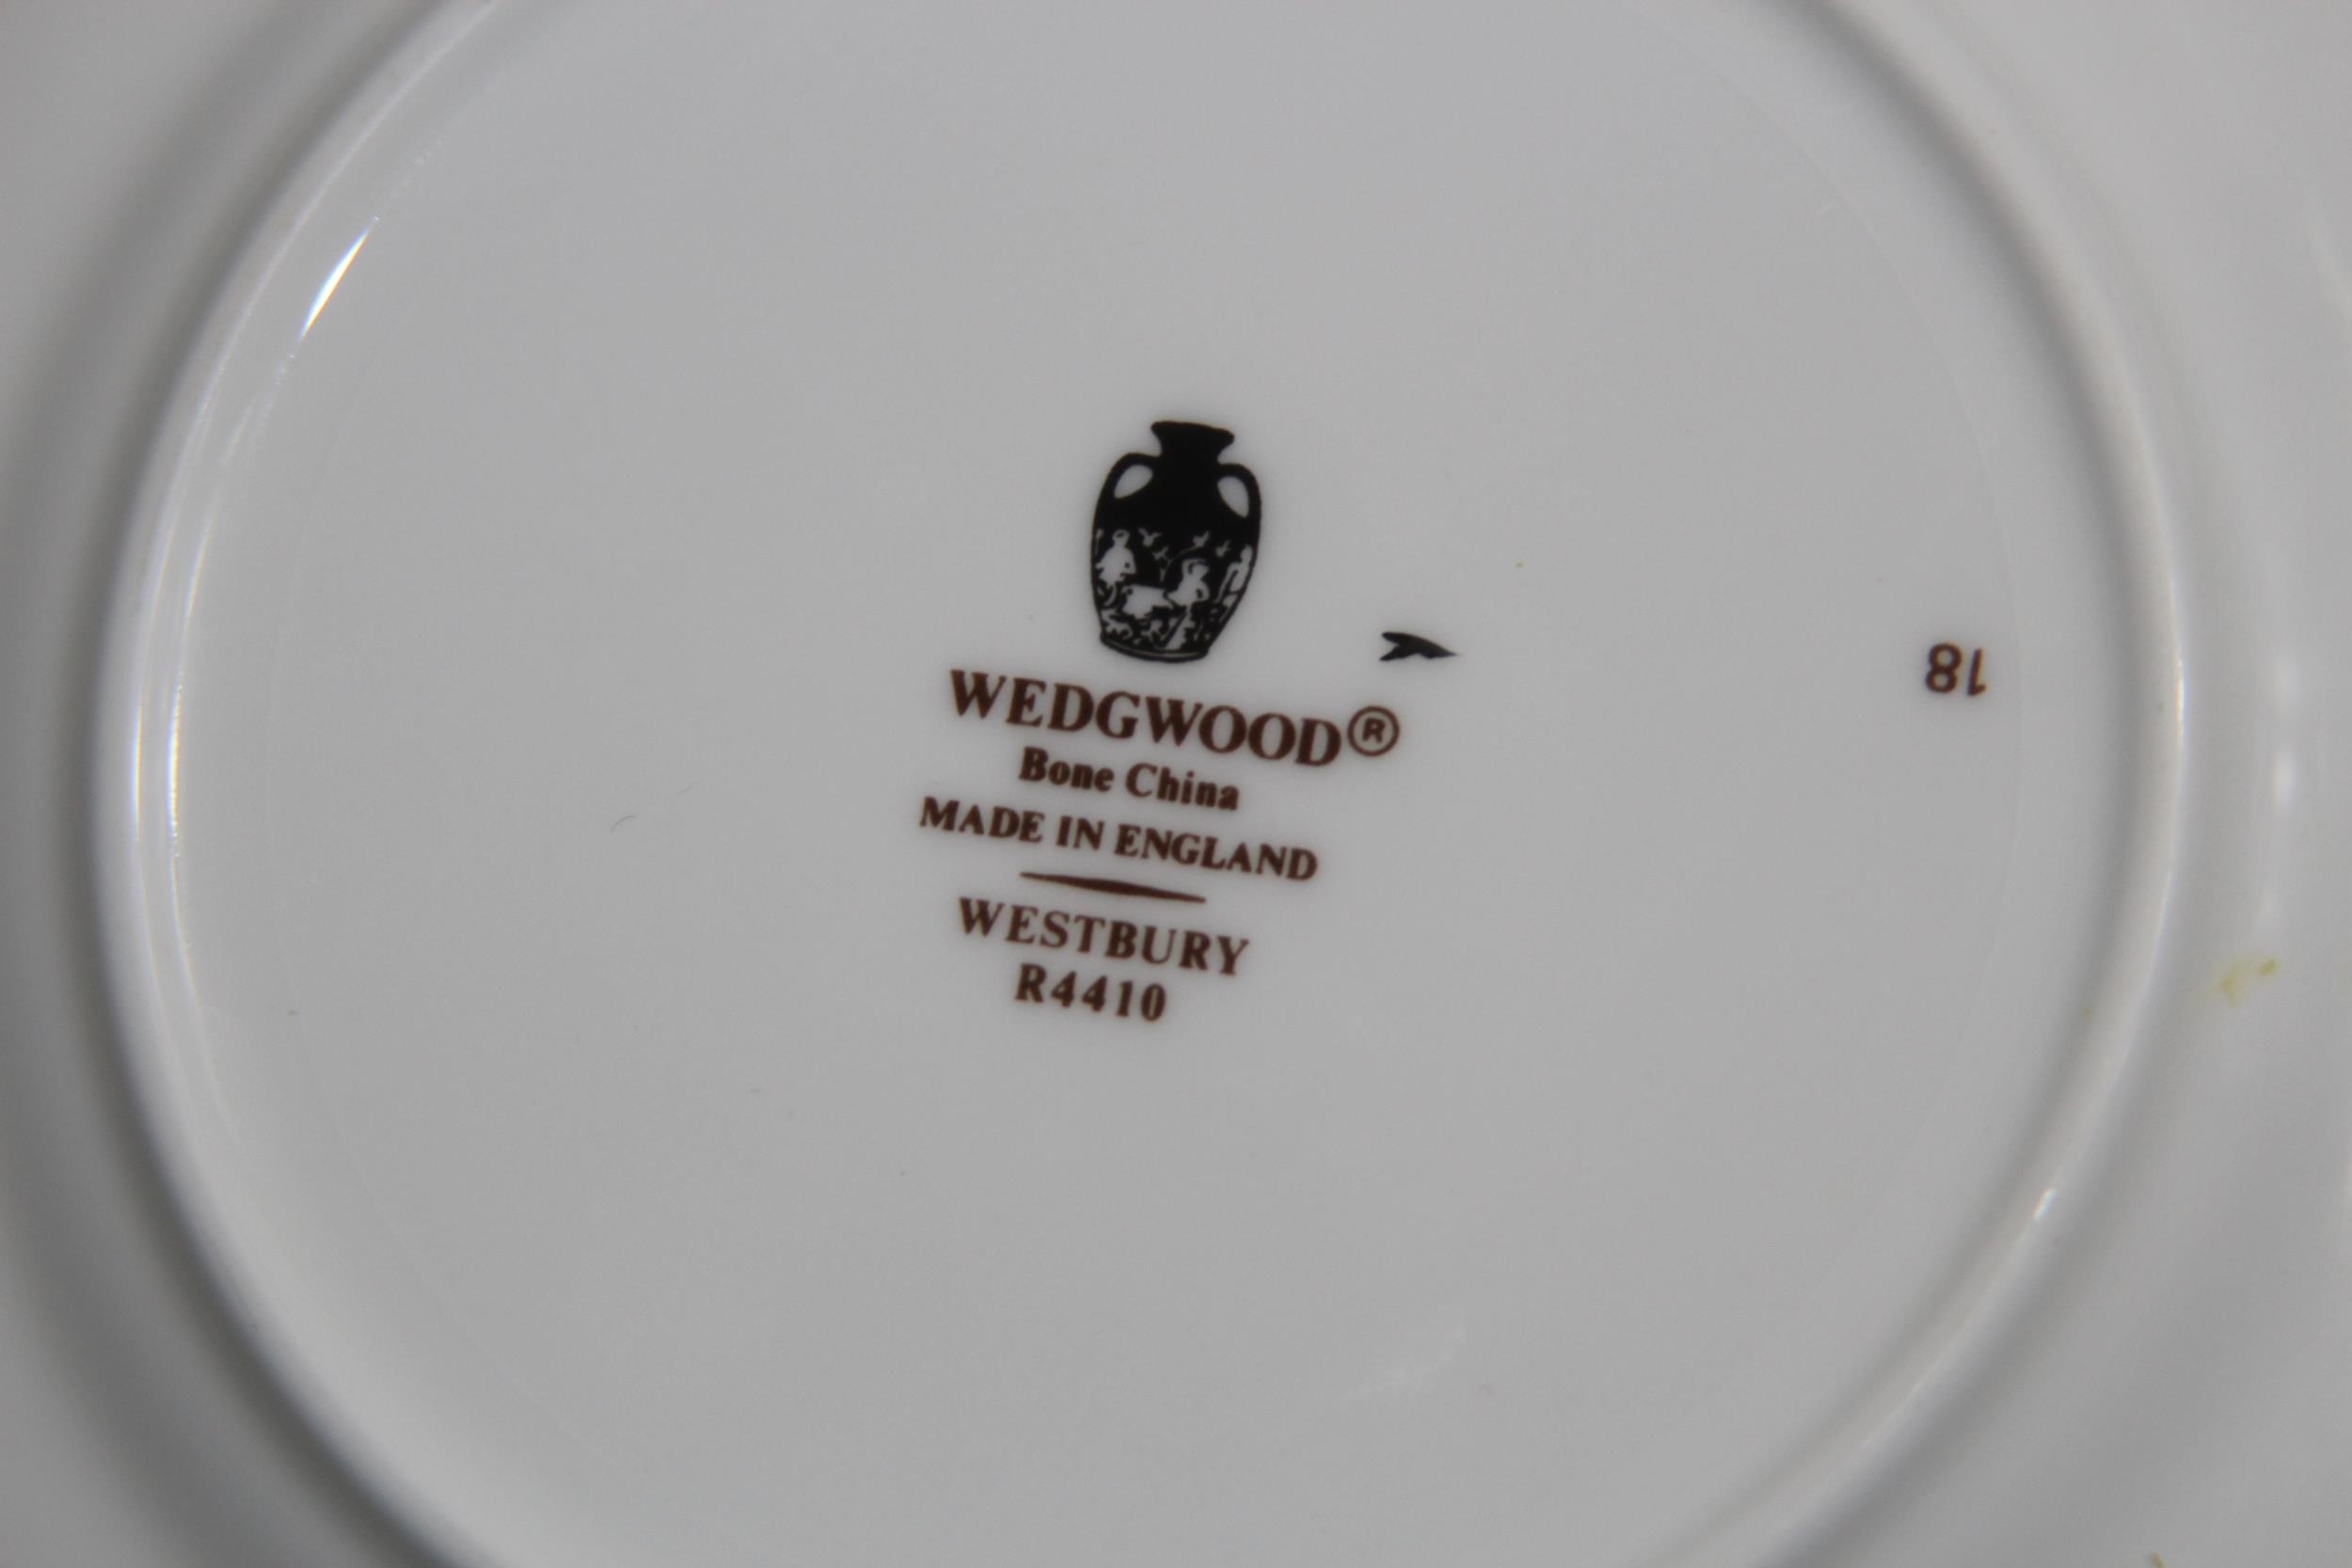 WEDGWOOD®
Bone China
MADE IN ENGLAND
WESTBURY
R4410
18